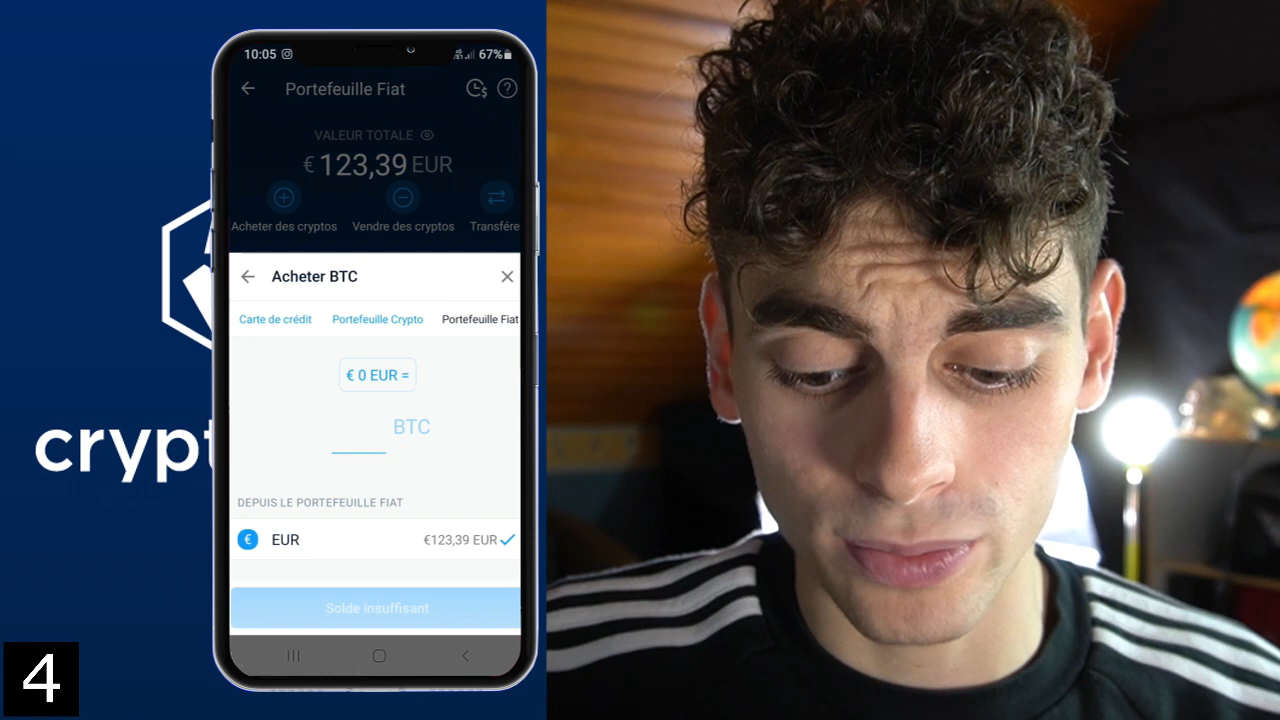 10:05
67%
Portefeuille Fiat
VALEUR TOTALE
€ 123,39 EUR
Acheter des cryptos Vendre des cryptos Transfére
Acheter BTC
Carte de crédit Portefeuille Crypto Portefeuille Fiat
€ 0 EUR =
BTC
crypt
DEPUIS LE PORTEFEUILLE FIAT
€ EUR €123,39 EUR
Solde insuffisant
4